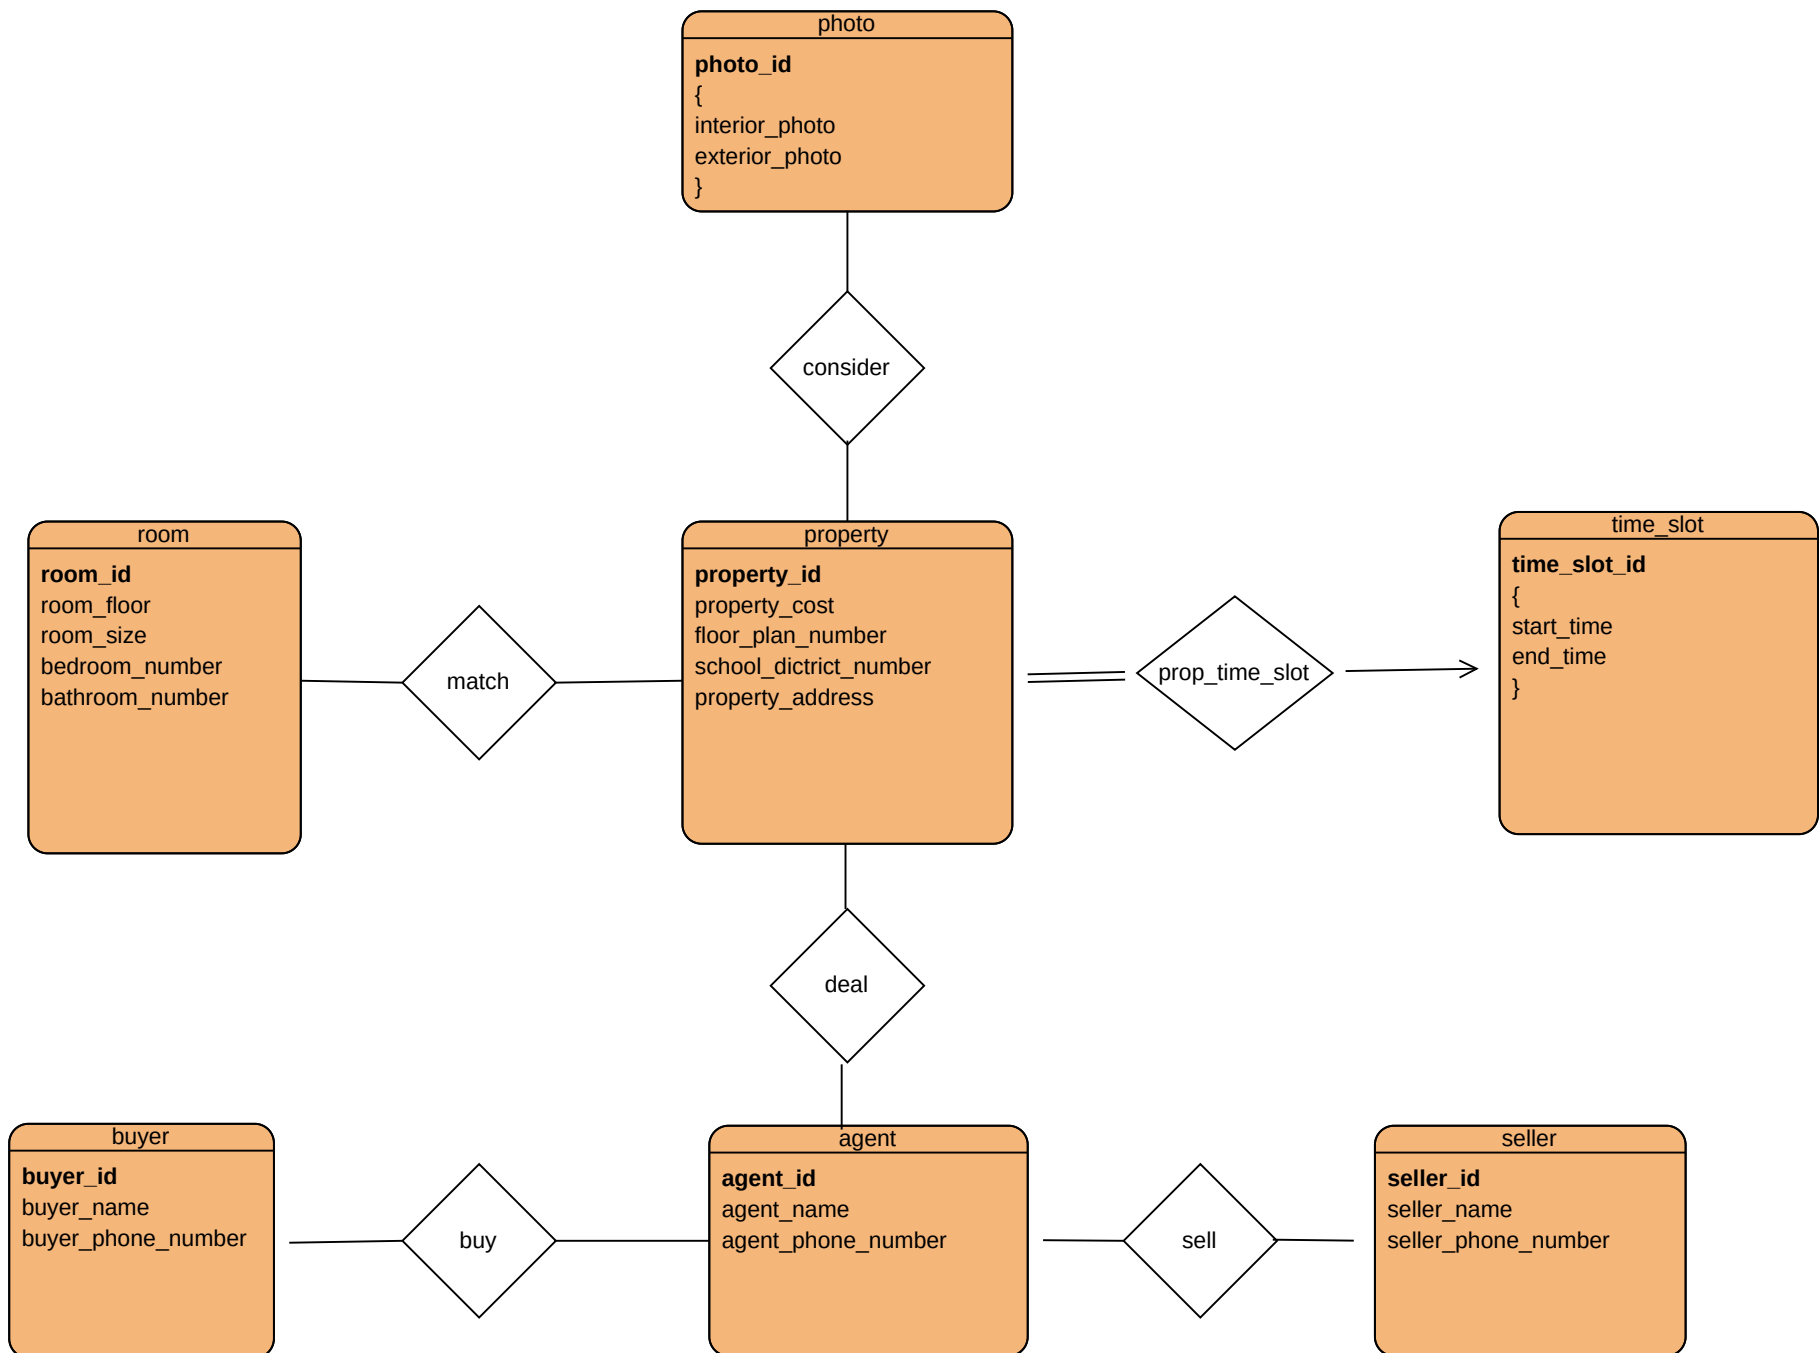 photo
photo_id
{
interior_photo
exterior_photo
}
consider
room
room_id
room_floor
room_size
bedroom_number
bathroom_number
match
property
property_id
property_cost
floor_plan_number
school_dictrict_number
property_address
prop_time_slot
time_slot
time_slot_id
{
start_time
end_time
}
deal
buyer
buyer_id
buyer_name
buyer_phone_number
buy
agent
agent_id
agent_name
agent_phone_number
sell
seller
seller_id
seller_name
seller_phone_number